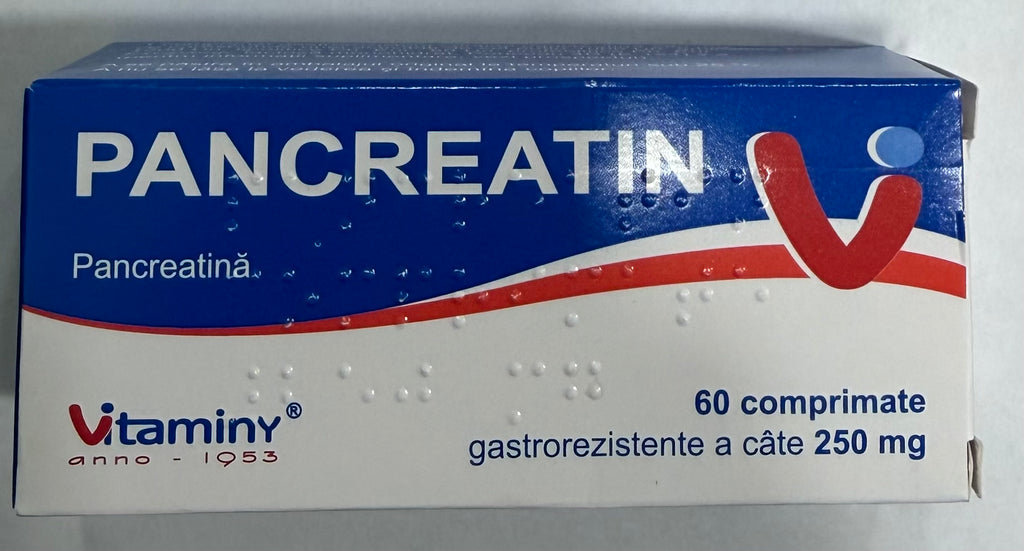 PANCREATIN
Pancreatină
Vitaminy®
anno - 1953
60 comprimate
gastrorezistente a câte 250 mg